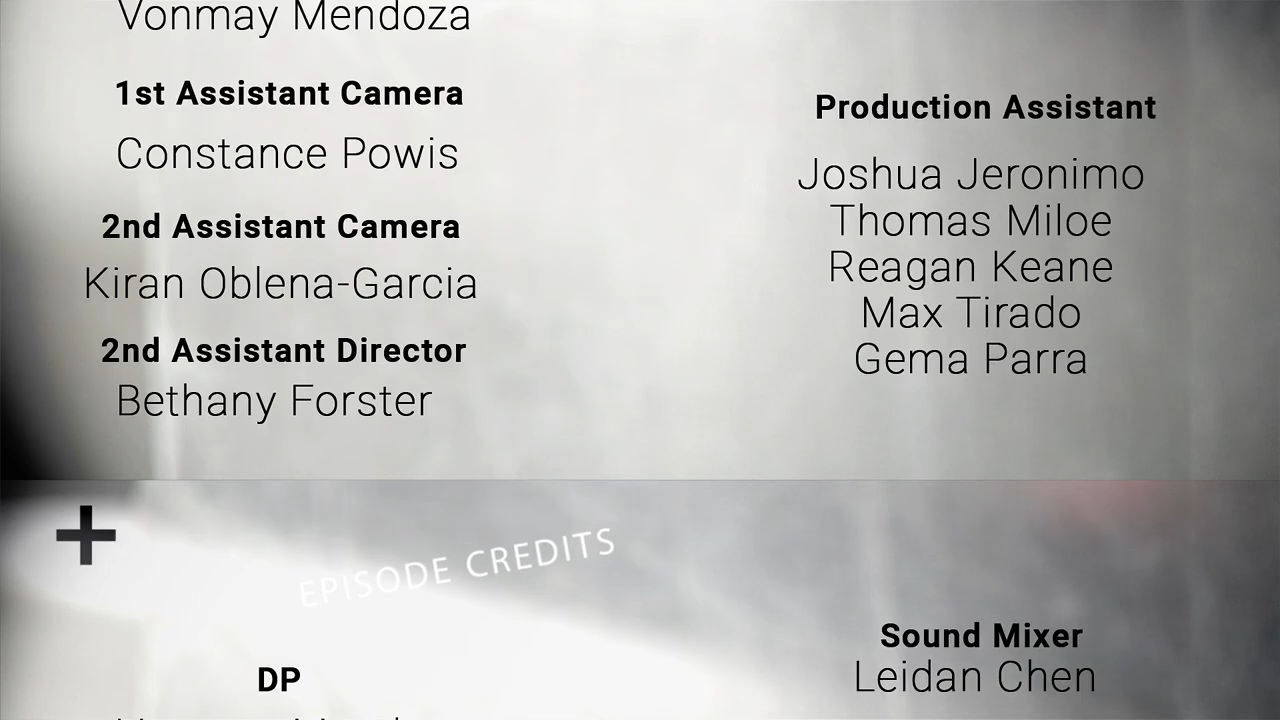 Vonmay Mendoza
1st Assistant Camera
Constance Powis
2nd Assistant Camera
Kiran Oblena-Garcia
2nd Assistant Director
Bethany Forster
Production Assistant
Joshua Jeronimo
Thomas Miloe
Reagan Keane
Max Tirado
Gema Parra
+
EPISODE CREDITS
DP
Sound Mixer
Leidan Chen